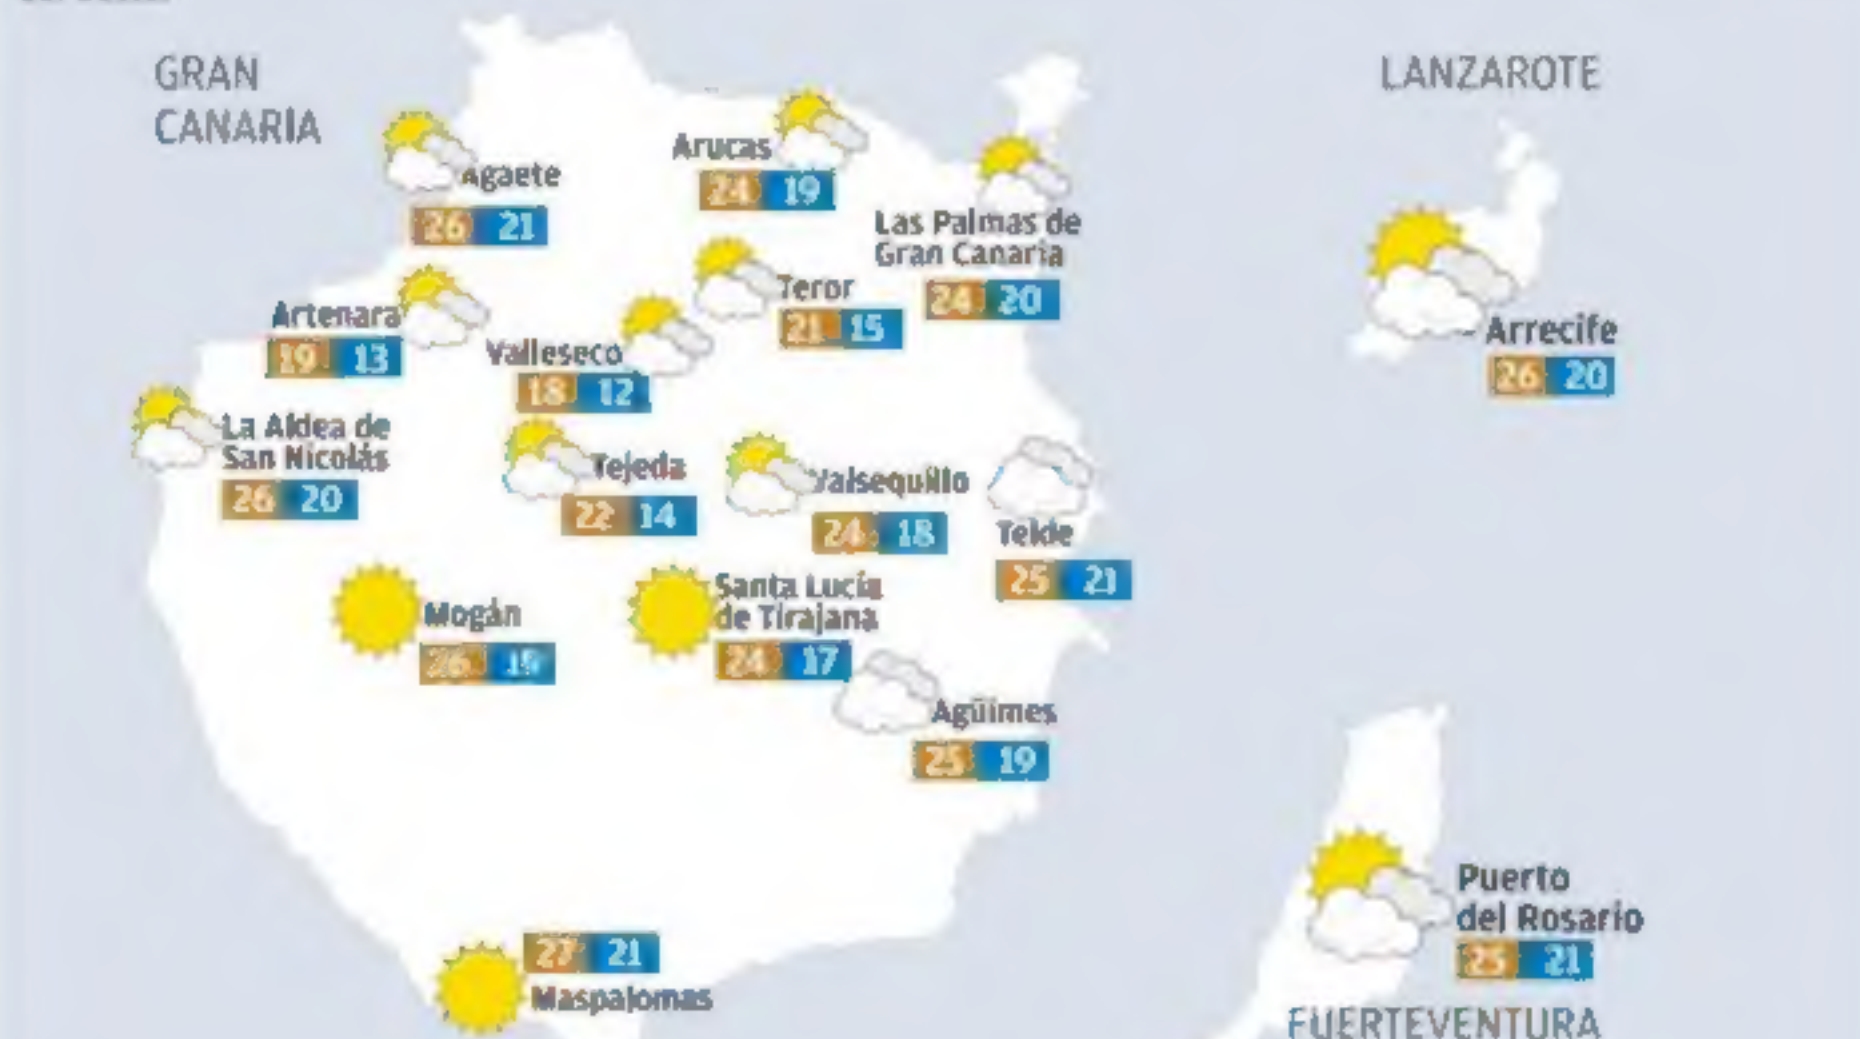 GRAN
CANARIA
LANZAROTE
Agaete
26 21
Arucas
24 19
Las Palmas de
Gran Canaria
24 20
Teror
21 15
Artenara
19 13
Valleseco
18 12
Arrecife
26 20
La Aldea de
San Nicolás
26 20
Tejeda
22 14
Valsequillo
24 18
Telde
25 21
Mogán
26
Santa Lucía
de Tirajana
24 17
Agüimes
25 19
Puerto
del Rosario
25 21
27 21
Maspalomas
FUERTEVENTURA